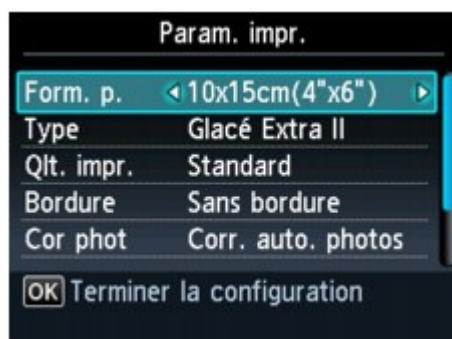 Param. impr.
Form. p. 10x15cm(4"x6")
Type Glacé Extra II
Qlt. impr. Standard
Bordure Sans bordure
Cor phot Corr. auto. photos
OK Terminer la configuration